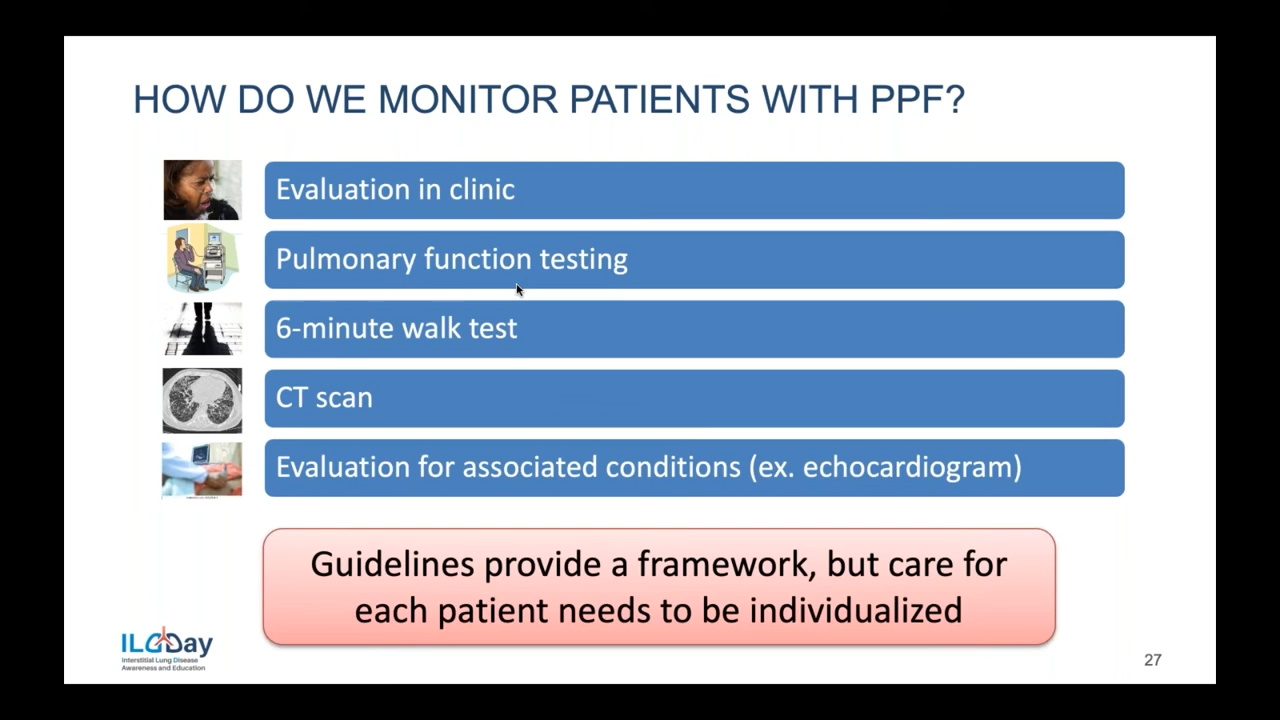 HOW DO WE MONITOR PATIENTS WITH PPF?
Evaluation in clinic
Pulmonary function testing
6-minute walk test
CT scan
Evaluation for associated conditions (ex. echocardiogram)
Guidelines provide a framework, but care for
each patient needs to be individualized
ILDDay
Interstitial Lung Disease
Awareness and Education
27